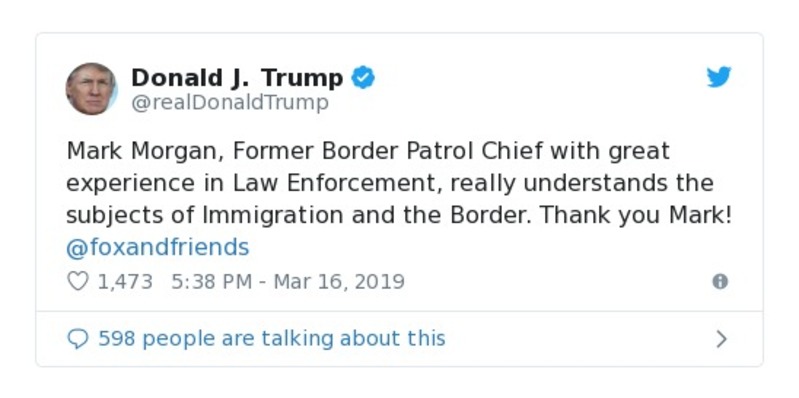 Donald J. Trump
@realDonaldTrump
Mark Morgan, Former Border Patrol Chief with great
experience in Law Enforcement, really understands the
subjects of Immigration and the Border. Thank you Mark!
@foxandfriends
1,473 5:38 PM - Mar 16, 2019
598 people are talking about this